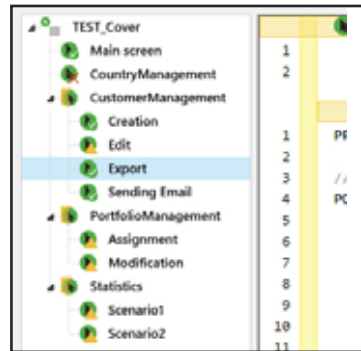 TEST_Cover
Main screen
CountryManagement
CustomerManagement
Creation
Edit
Export
Sending Email
PortfolioManagement
Assignment
Modification
Statistics
Scenario1
Scenario2
1
2
1 PR
2
3 //
4 PO
5
6
7
8
9
10
11